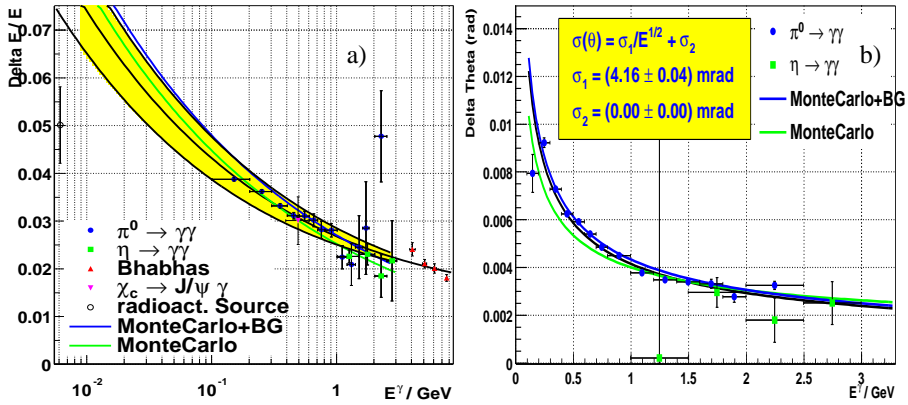 Delta E / E
0.07
0.06
0.05
0.04
0.03
0.02
0.01
0
a)
π⁰ → γγ
η → γγ
Bhabhas
χc → J/ψ γ
radioact. Source
MonteCarlo+BG
MonteCarlo
10⁻² 10⁻¹ 1
Eᵞ / GeV
Delta Theta (rad)
0.014
0.012
0.01
0.008
0.006
0.004
0.002
0
σ(θ) = σ₁/E^1/2 + σ₂
σ₁ = (4.16 ± 0.04) mrad
σ₂ = (0.00 ± 0.00) mrad
b)
π⁰ → γγ
η → γγ
MonteCarlo+BG
MonteCarlo
0 0.5 1 1.5 2 2.5 3
Eᵞ / GeV